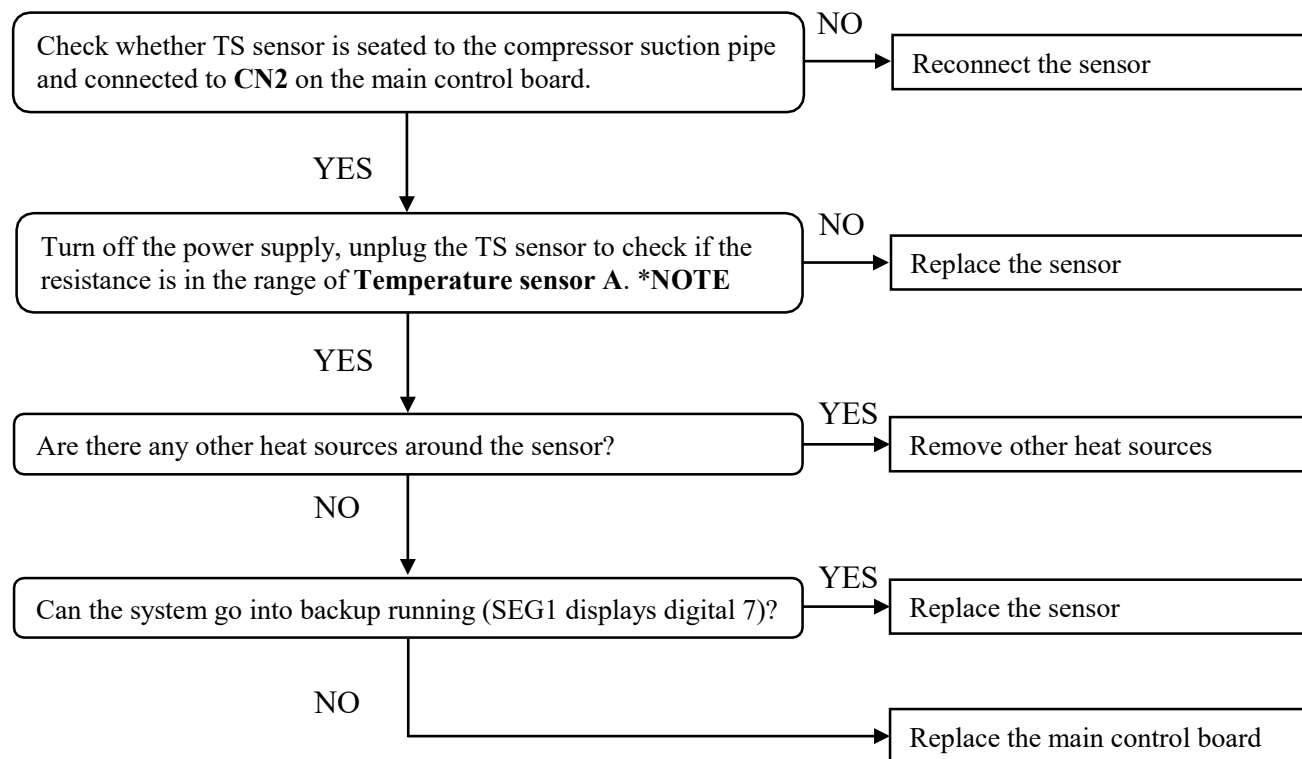 Check whether TS sensor is seated to the compressor suction pipe
and connected to CN2 on the main control board.
NO
Reconnect the sensor
YES
Turn off the power supply, unplug the TS sensor to check if the
resistance is in the range of Temperature sensor A. *NOTE
NO
Replace the sensor
YES
Are there any other heat sources around the sensor?
YES
Remove other heat sources
NO
Can the system go into backup running (SEG1 displays digital 7)?
YES
Replace the sensor
NO
Replace the main control board